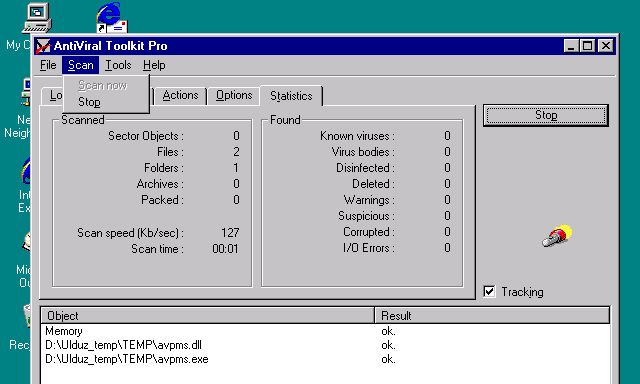 My C
AntiViral Toolkit Pro
File Scan Tools Help
Scan now
Stop
Lo Actions Options Statistics
Scanned
Sector Objects : 0
Files : 2
Folders : 1
Archives : 0
Packed : 0
Scan speed (Kb/sec) : 127
Scan time : 00:01
Found
Known viruses : 0
Virus bodies : 0
Disinfected : 0
Deleted : 0
Warnings : 0
Suspicious : 0
Corrupted : 0
I/O Errors : 0
Stop
Tracking
Ne
Neighb
Int
Ex
Mic
Ou
Recy
Object Result
Memory ok.
D:\Ulduz_temp\TEMP\avpms.dll ok.
D:\Ulduz_temp\TEMP\avpms.exe ok.